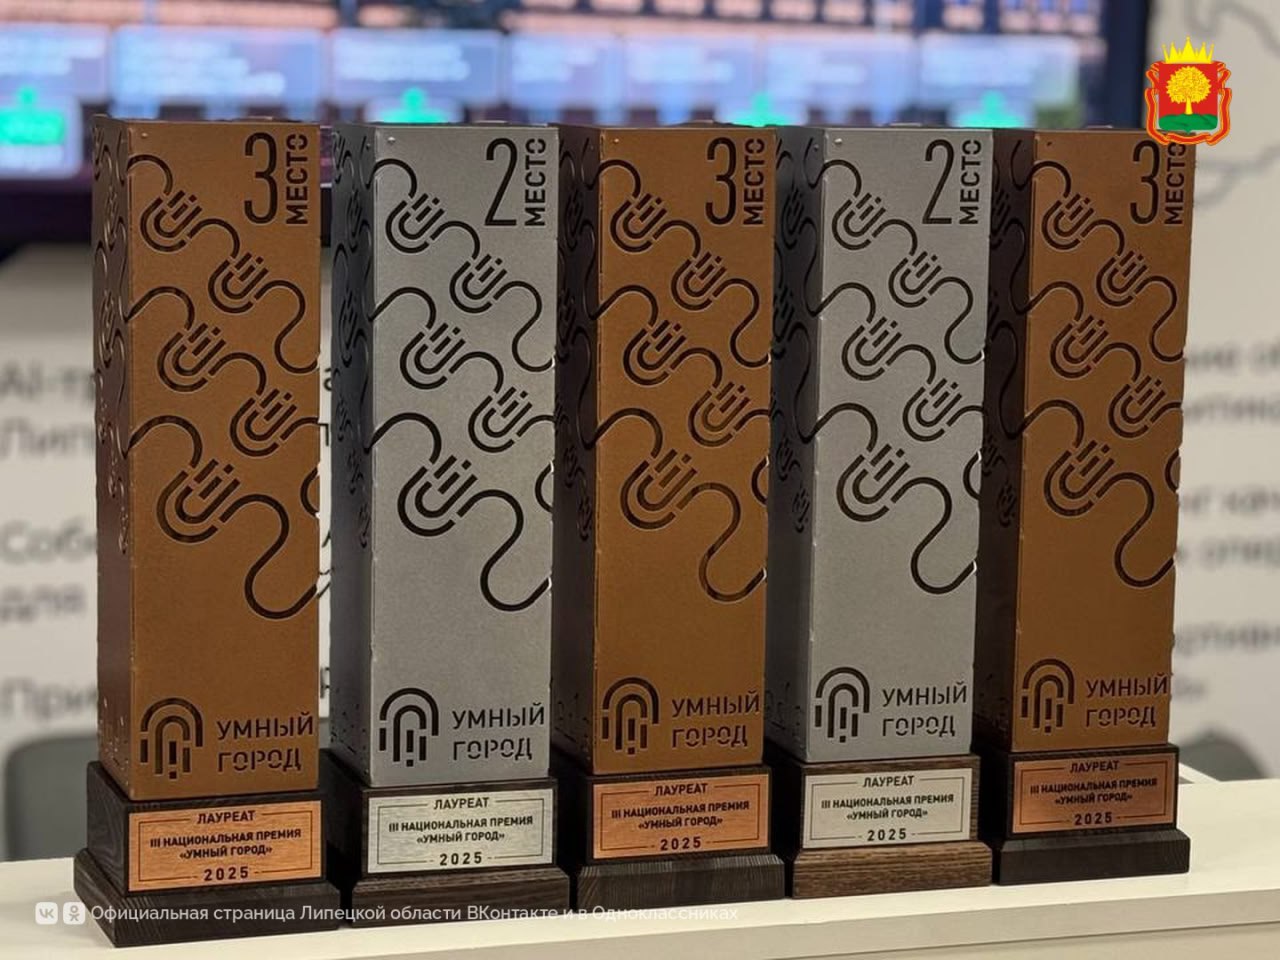 3
МЕСТО
УМНЫЙ
ГОРОД
ЛАУРЕАТ
III НАЦИОНАЛЬНАЯ ПРЕМИЯ
«УМНЫЙ ГОРОД»
2025
2
МЕСТО
УМНЫЙ
ГОРОД
ЛАУРЕАТ
III НАЦИОНАЛЬНАЯ ПРЕМИЯ
«УМНЫЙ ГОРОД»
2025
3
МЕСТО
УМНЫЙ
ГОРОД
ЛАУРЕАТ
III НАЦИОНАЛЬНАЯ ПРЕМИЯ
«УМНЫЙ ГОРОД»
2025
2
МЕСТО
УМНЫЙ
ГОРОД
ЛАУРЕАТ
III НАЦИОНАЛЬНАЯ ПРЕМИЯ
«УМНЫЙ ГОРОД»
2025
3
МЕСТО
УМНЫЙ
ГОРОД
ЛАУРЕАТ
III НАЦИОНАЛЬНАЯ ПРЕМИЯ
«УМНЫЙ ГОРОД»
2025
Официальная страница Липецкой области ВКонтакте и в Одноклассниках